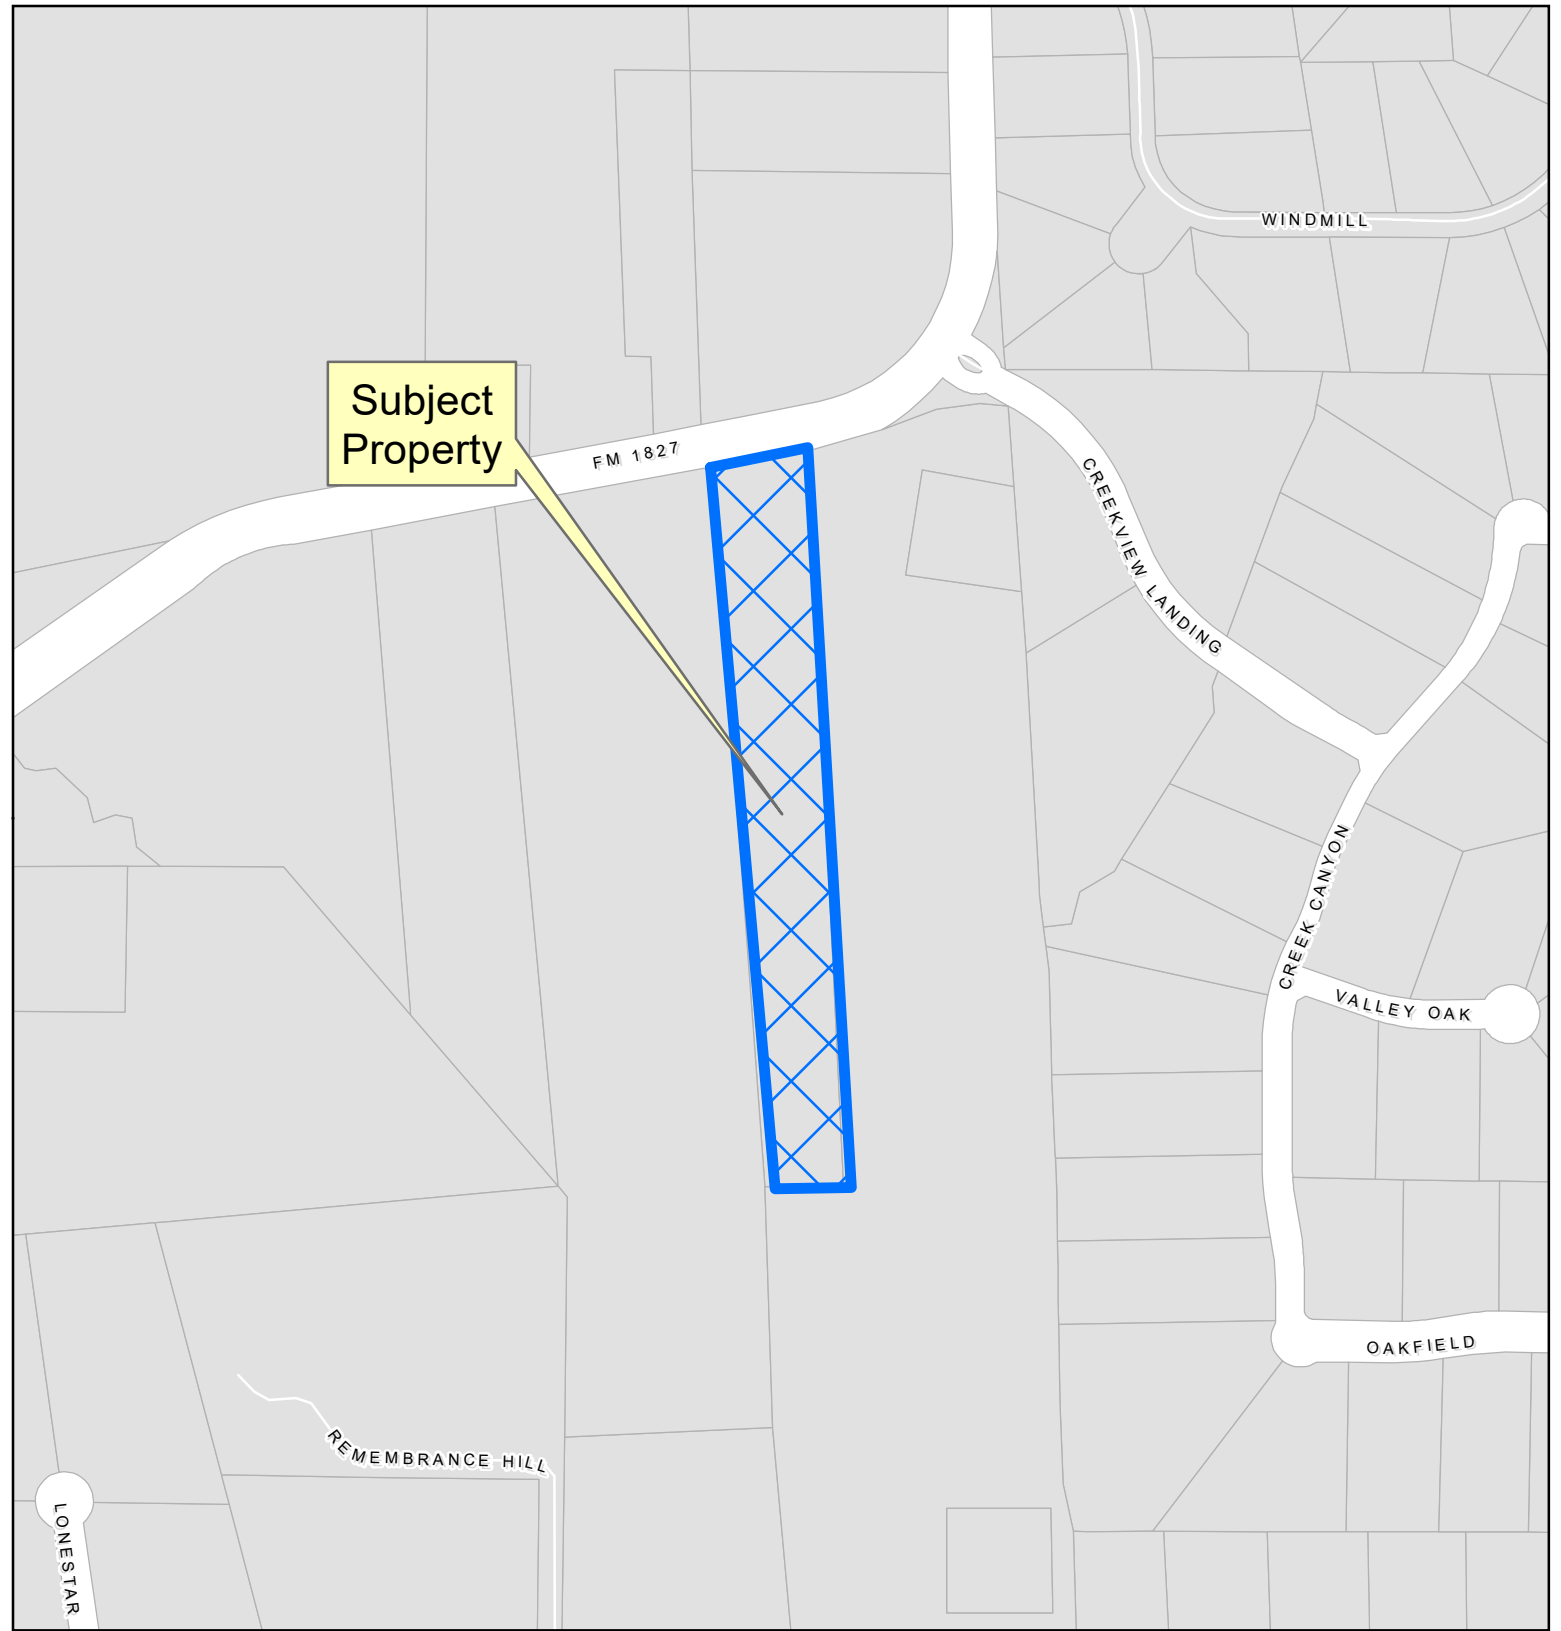 WINDMILL
Subject
Property
FM 1827
CREEKVIEW LANDING
CREEK CANYON
VALLEY OAK
OAKFIELD
REMEMBRANCE HILL
LONESTAR